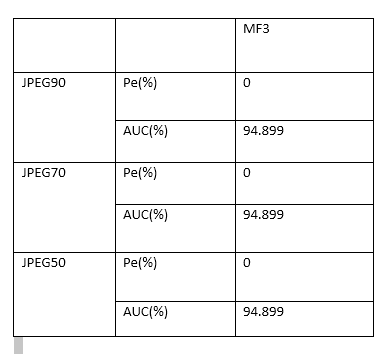 MF3
JPEG90 Pe(%) 0
AUC(%) 94.899
JPEG70 Pe(%) 0
AUC(%) 94.899
JPEG50 Pe(%) 0
AUC(%) 94.899